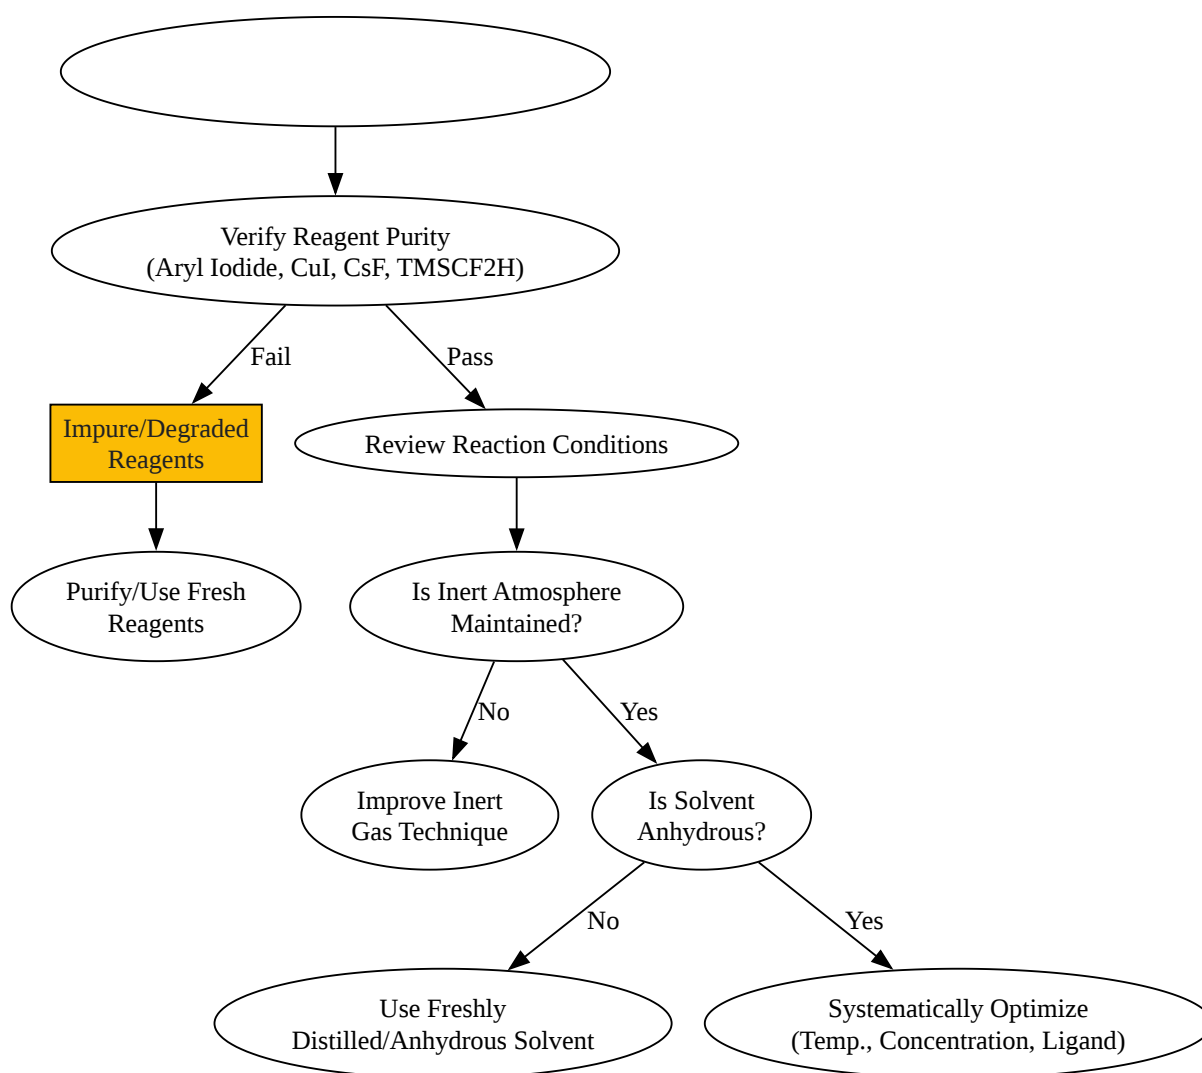 Verify Reagent Purity
(Aryl Iodide, CuI, CsF, TMSCF2H)
Fail
Pass
Impure/Degraded
Reagents
Review Reaction Conditions
Purify/Use Fresh
Reagents
Is Inert Atmosphere
Maintained?
No
Yes
Improve Inert
Gas Technique
Is Solvent
Anhydrous?
No
Yes
Use Freshly
Distilled/Anhydrous Solvent
Systematically Optimize
(Temp., Concentration, Ligand)